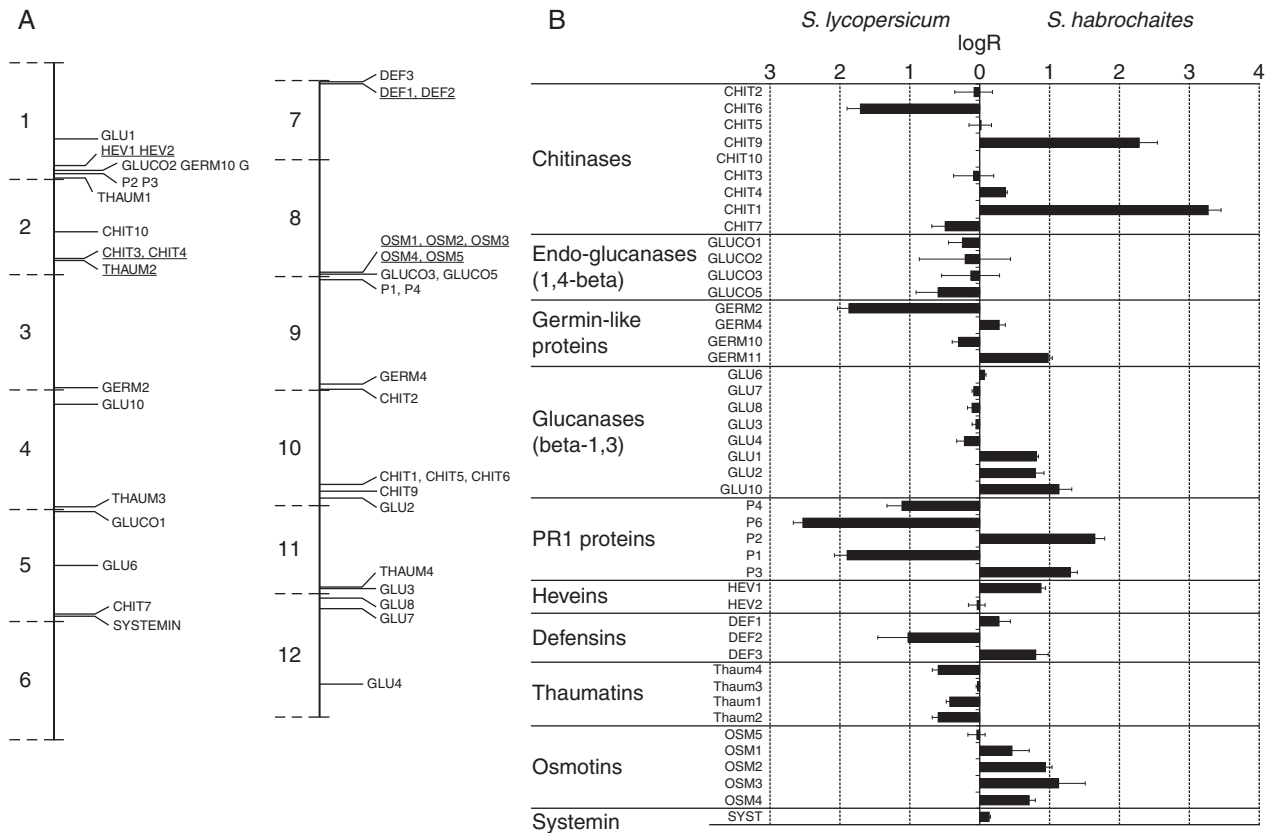 A
1
GLU1
HEV1 HEV2
GLUCO2 GERM10 G
P2 P3
THAUM1
2
CHIT10
CHIT3, CHIT4
THAUM2
3
GERM2
GLU10
4
THAUM3
GLUCO1
5
GLU6
CHIT7
SYSTEMIN
6
DEF3
DEF1, DEF2
7
8
OSM1, OSM2, OSM3
OSM4, OSM5
GLUCO3, GLUCO5
P1, P4
9
GERM4
CHIT2
10
CHIT1, CHIT5, CHIT6
CHIT9
GLU2
11
THAUM4
GLU3
GLU8
GLU7
12
GLU4
B
S. lycopersicum S. habrochaites
logR
3 2 1 0 1 2 3 4
Chitinases
CHIT2
CHIT6
CHIT5
CHIT9
CHIT10
CHIT3
CHIT4
CHIT1
CHIT7
Endo-glucanases
(1,4-beta)
GLUCO1
GLUCO2
GLUCO3
GLUCO5
Germin-like
proteins
GERM2
GERM4
GERM10
GERM11
Glucanases
(beta-1,3)
GLU6
GLU7
GLU8
GLU3
GLU4
GLU1
GLU2
GLU10
PR1 proteins
P4
P6
P2
P1
P3
Heveins
HEV1
HEV2
Defensins
DEF1
DEF2
DEF3
Thaumatins
Thaum4
Thaum3
Thaum1
Thaum2
Osmotins
OSM5
OSM1
OSM2
OSM3
OSM4
Systemin
SYST